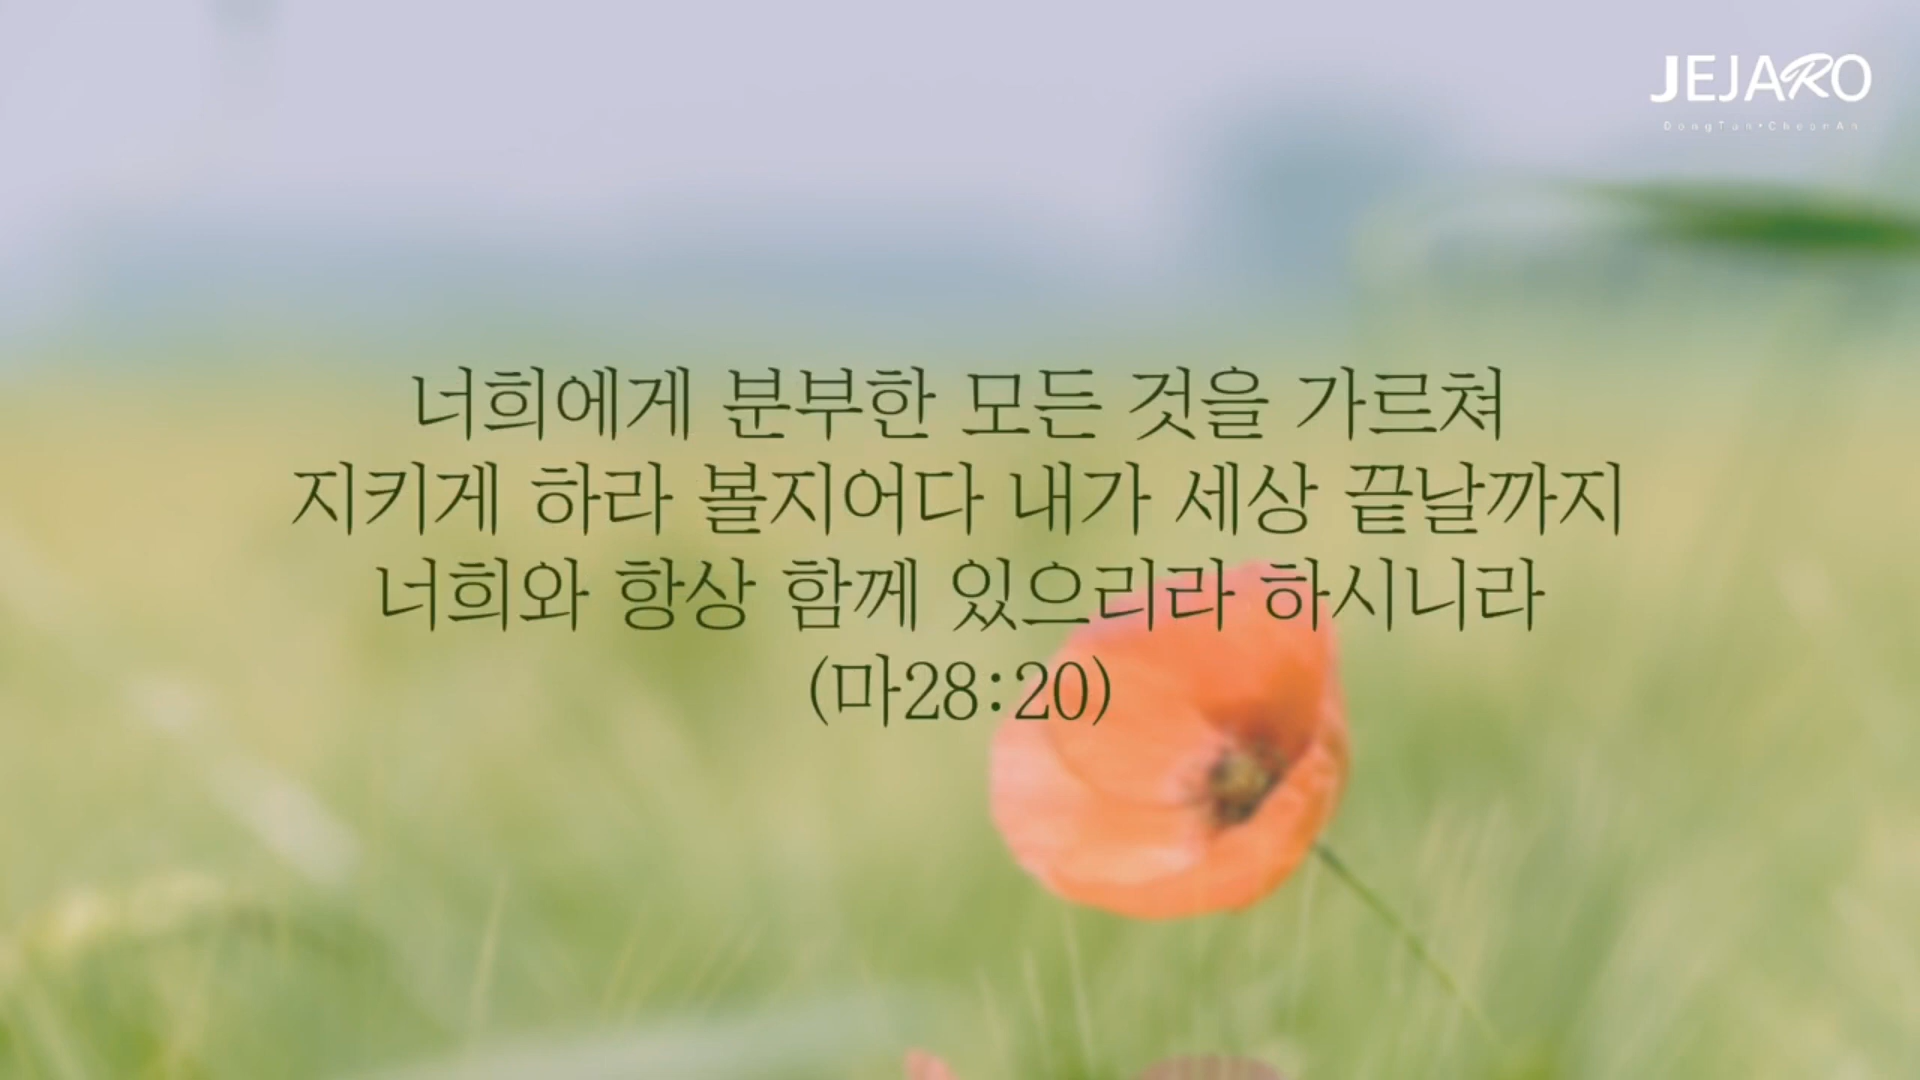 JEJARO
DongTan•CheonAn
너희에게 분부한 모든 것을 가르쳐
지키게 하라 볼지어다 내가 세상 끝날까지
너희와 항상 함께 있으리라 하시니라
(마28:20)